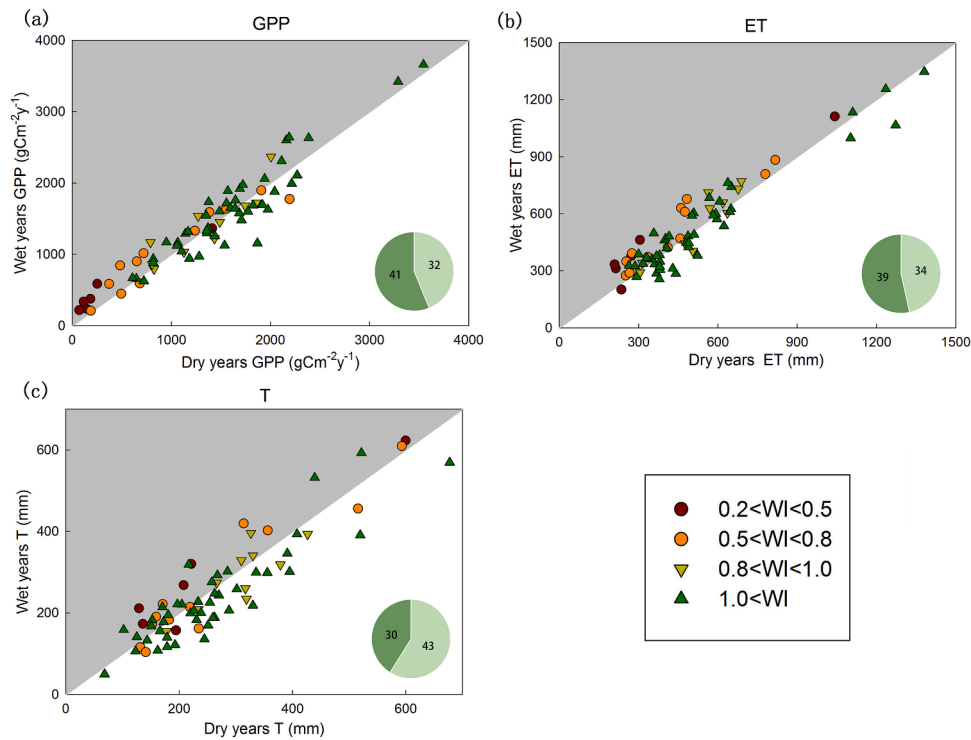 (a)
GPP
Wet years GPP (gCm-2y-1)
4000
3000
2000
1000
0
0 1000 2000 3000 4000
Dry years GPP (gCm-2y-1)
41 32
(b)
ET
Wet years ET (mm)
1500
1200
900
600
300
0
0 300 600 900 1200 1500
Dry years ET (mm)
39 34
(c)
T
Wet years T (mm)
600
400
200
0
0 200 400 600
Dry years T (mm)
30 43
0.2<WI<0.5
0.5<WI<0.8
0.8<WI<1.0
1.0<WI